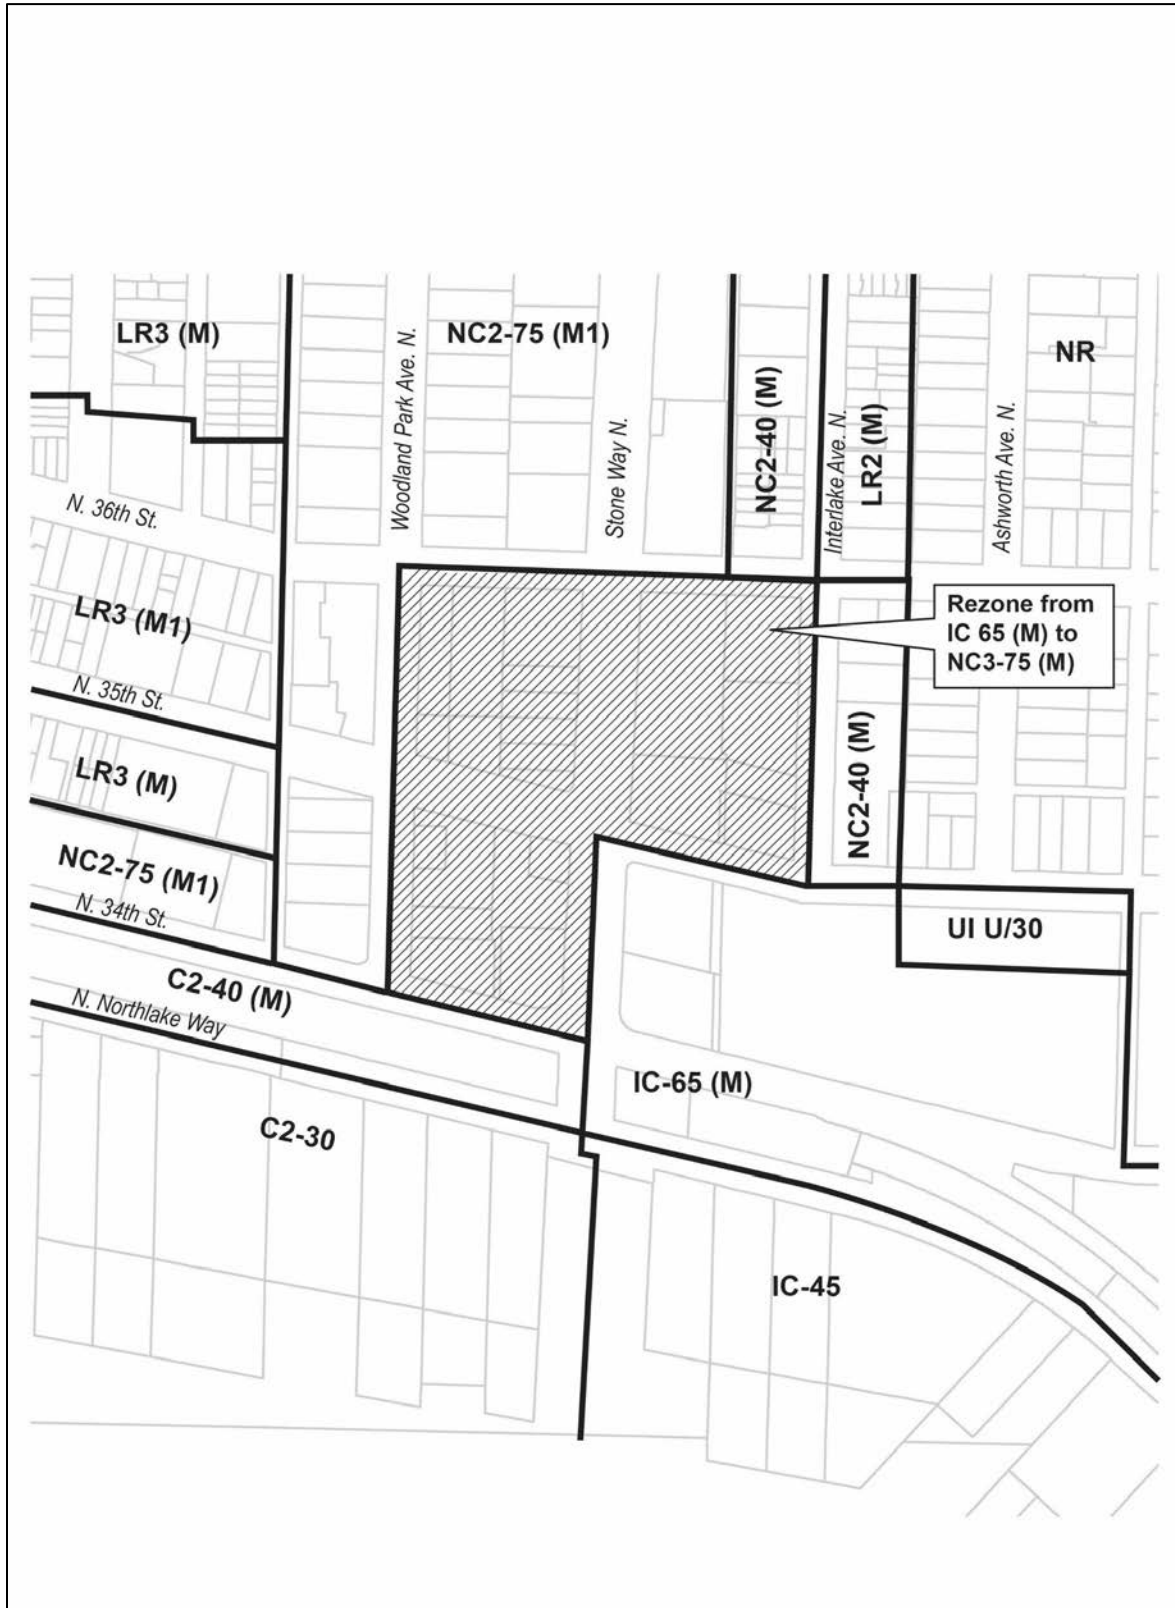 LR3 (M)
NC2-75 (M1)
NR
Woodland Park Ave. N.
Stone Way N.
NC2-40 (M)
Interlake Ave. N.
LR2 (M)
Ashworth Ave. N.
N. 36th St.
LR3 (M1)
Rezone from
IC 65 (M) to
NC3-75 (M)
N. 35th St.
LR3 (M)
NC2-40 (M)
NC2-75 (M1)
N. 34th St.
UI U/30
C2-40 (M)
N. Northlake Way
IC-65 (M)
C2-30
IC-45